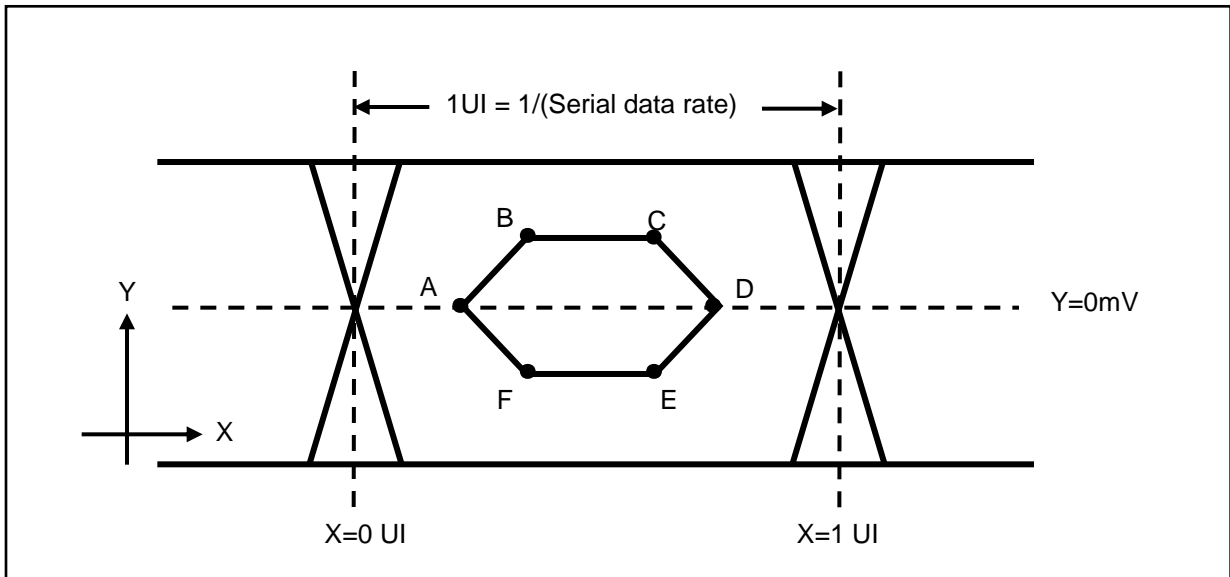 1UI = 1/(Serial data rate)
B
C
A
D
Y
Y=0mV
F
E
X
X=0 UI
X=1 UI